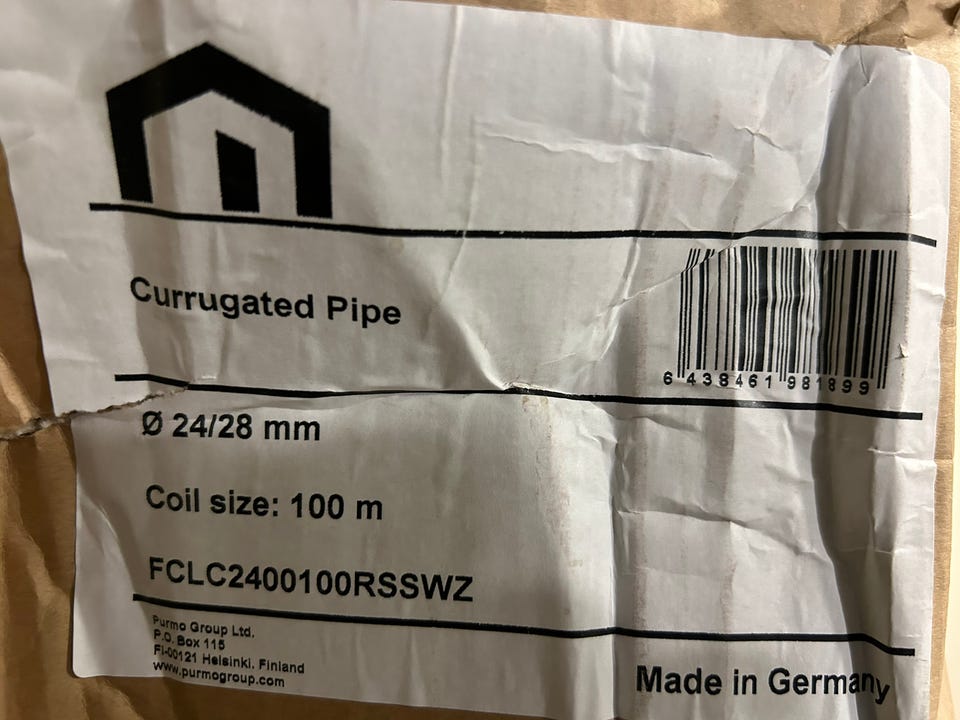 Currugated Pipe
6 438461 981899
Ø 24/28 mm
Coil size: 100 m
FCLC2400100RSSWZ
Purmo Group Ltd.
P.O. Box 115
FI-00121 Helsinki, Finland
www.purmogroup.com
Made in Germany